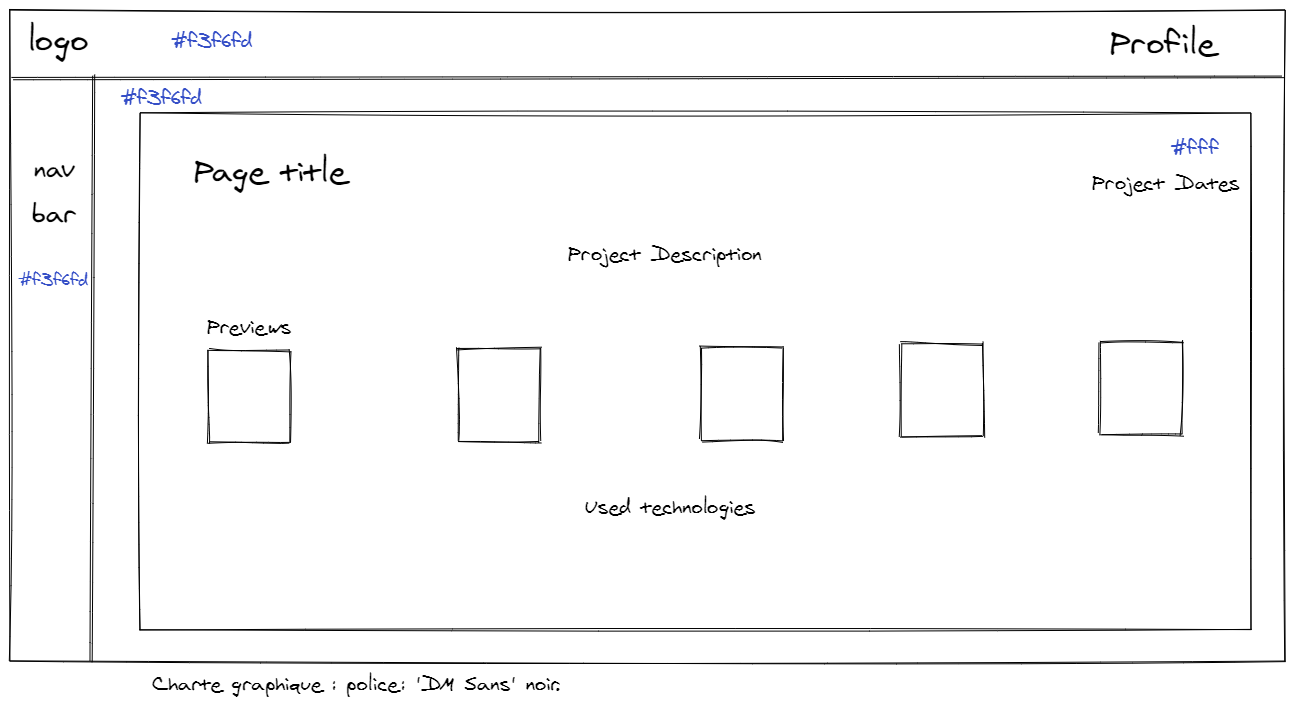 logo
#f3f6fd
Profile
#f3f6fd
#fff
Page title
Project Dates
nav
bar
#f3f6fd
Project Description
Previews
Used technologies
Charte graphique : police: 'DM Sans' noir.